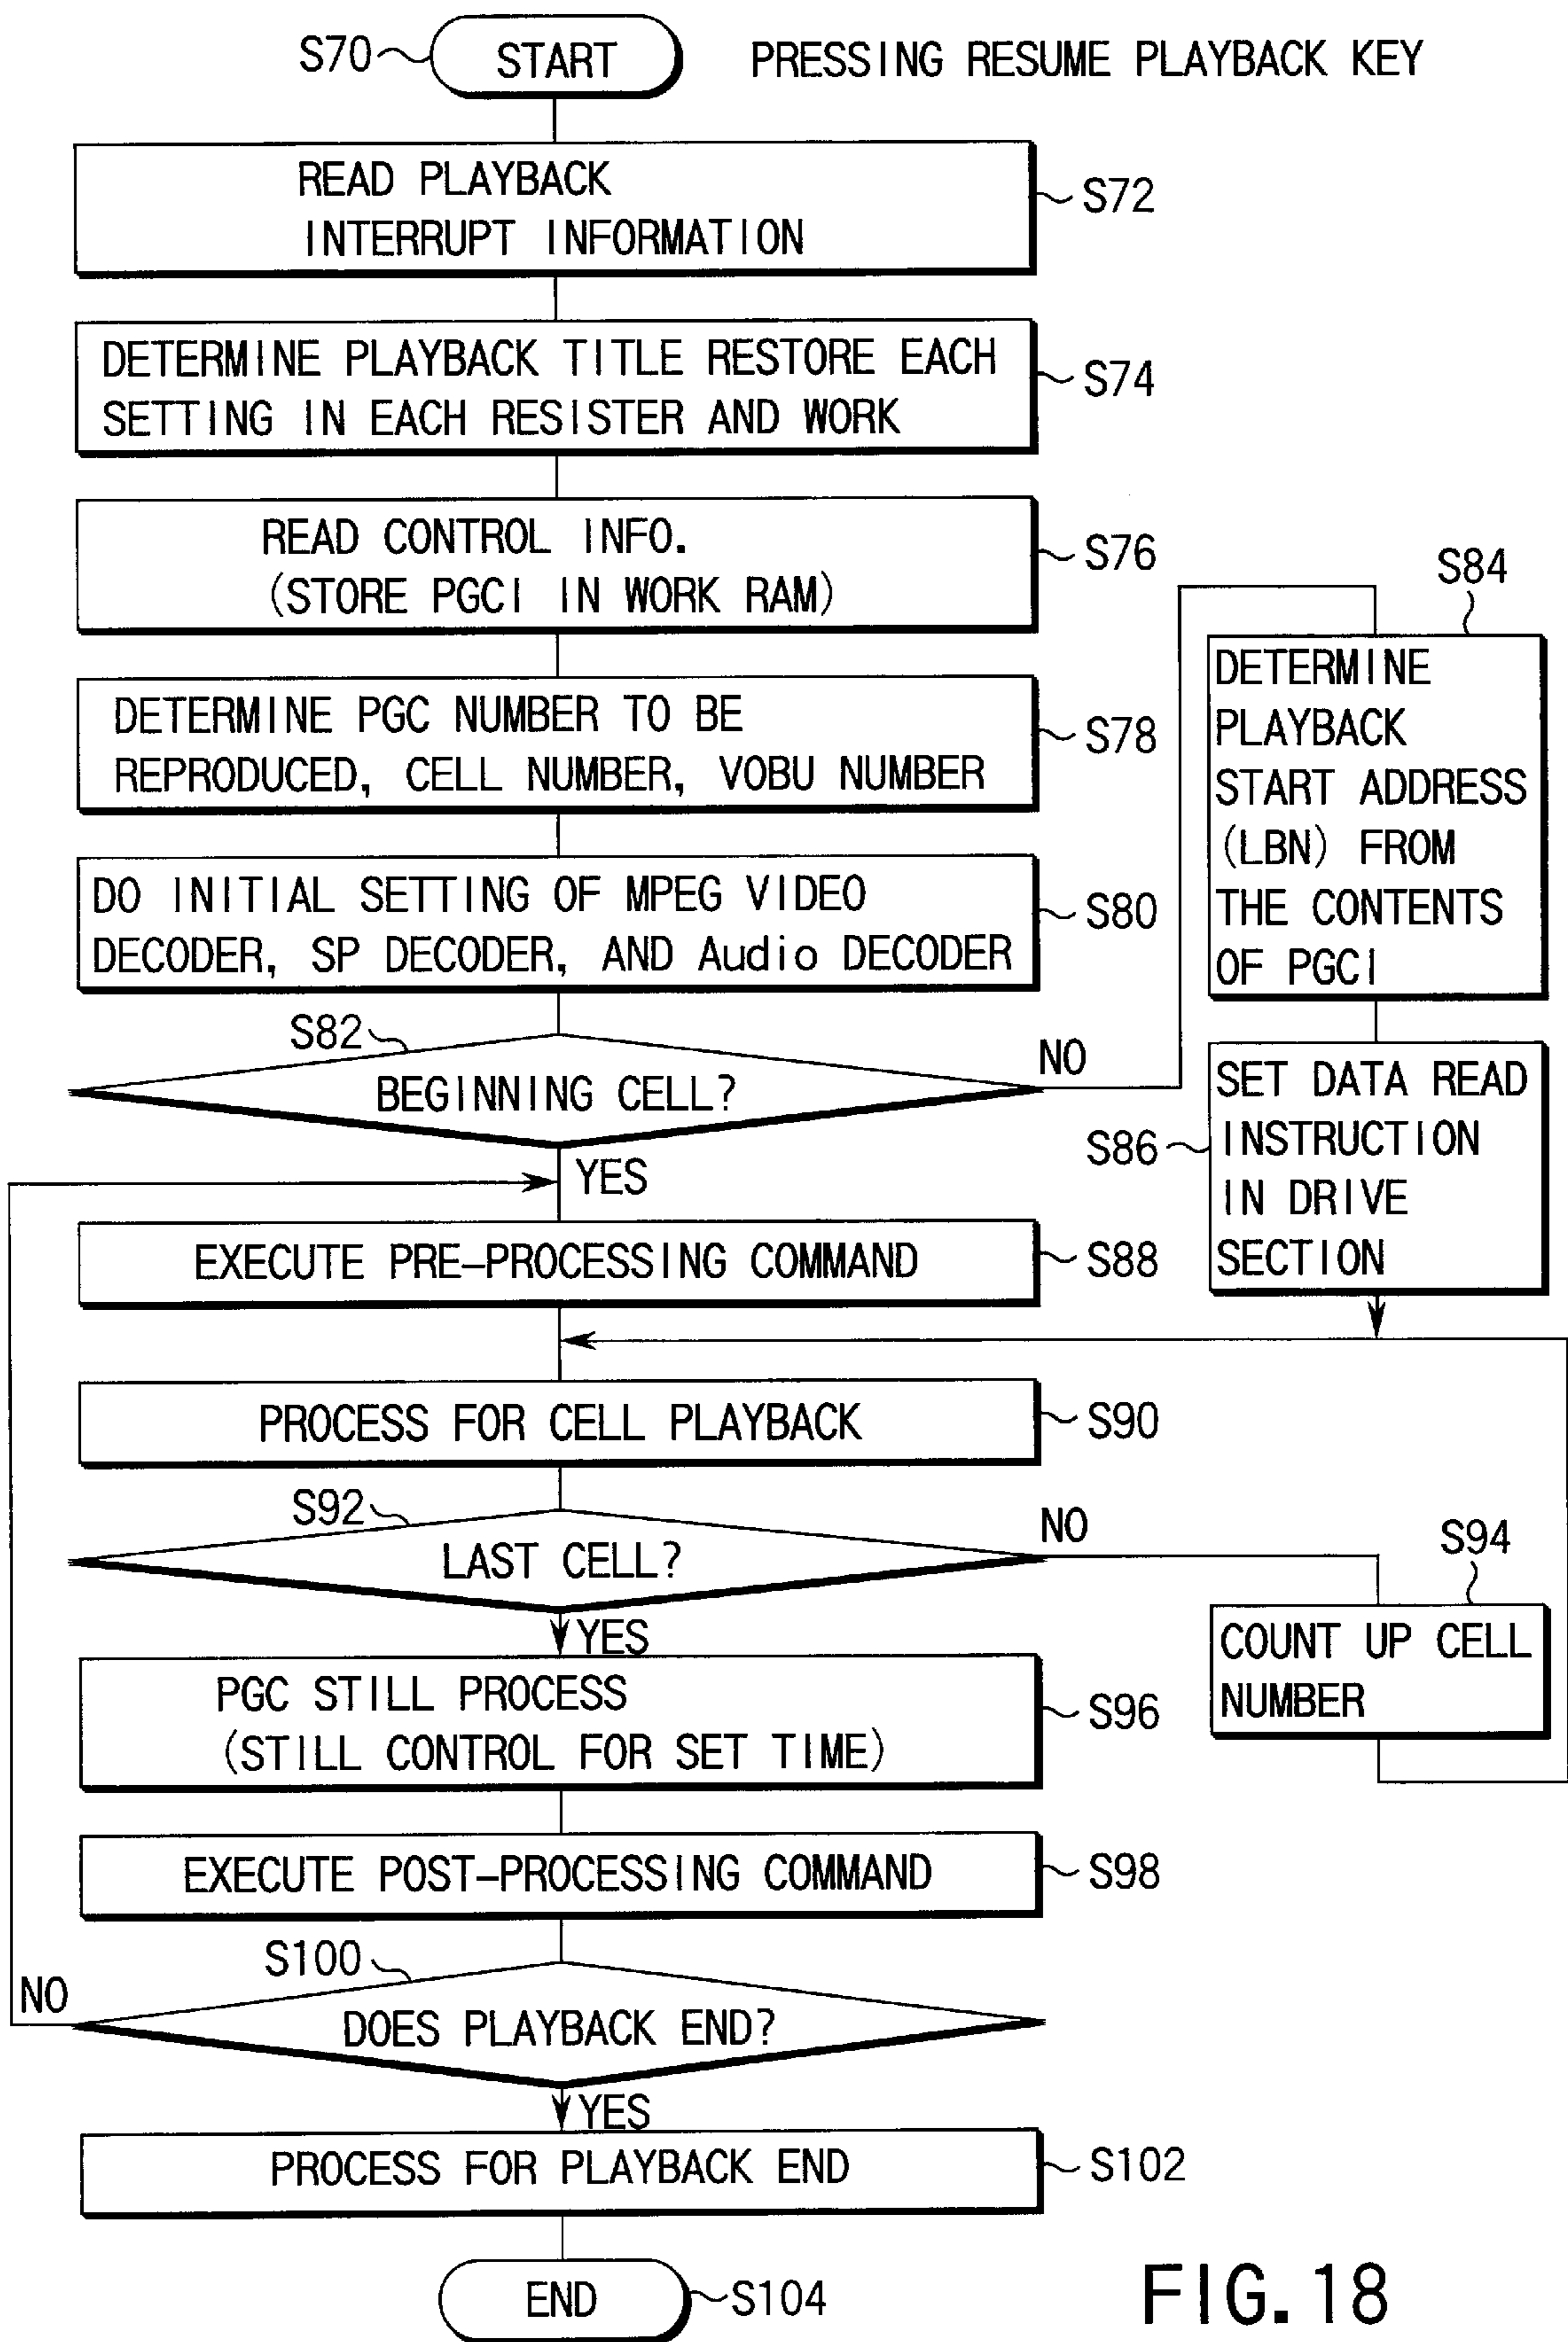 S70
START
PRESSING RESUME PLAYBACK KEY
READ PLAYBACK
INTERRUPT INFORMATION
S72
DETERMINE PLAYBACK TITLE RESTORE EACH
SETTING IN EACH RESISTER AND WORK
S74
READ CONTROL INFO.
(STORE PGCI IN WORK RAM)
S76
DETERMINE PGC NUMBER TO BE
REPRODUCED, CELL NUMBER, VOBU NUMBER
S78
DO INITIAL SETTING OF MPEG VIDEO
DECODER, SP DECODER, AND Audio DECODER
S80
S82
BEGINNING CELL?
NO
YES
S84
DETERMINE
PLAYBACK
START ADDRESS
(LBN) FROM
THE CONTENTS
OF PGCI
S86
SET DATA READ
INSTRUCTION
IN DRIVE
SECTION
EXECUTE PRE-PROCESSING COMMAND
S88
PROCESS FOR CELL PLAYBACK
S90
S92
LAST CELL?
NO
YES
S94
COUNT UP CELL
NUMBER
PGC STILL PROCESS
(STILL CONTROL FOR SET TIME)
S96
EXECUTE POST-PROCESSING COMMAND
S98
S100
NO
DOES PLAYBACK END?
YES
PROCESS FOR PLAYBACK END
S102
END
S104
FIG.18